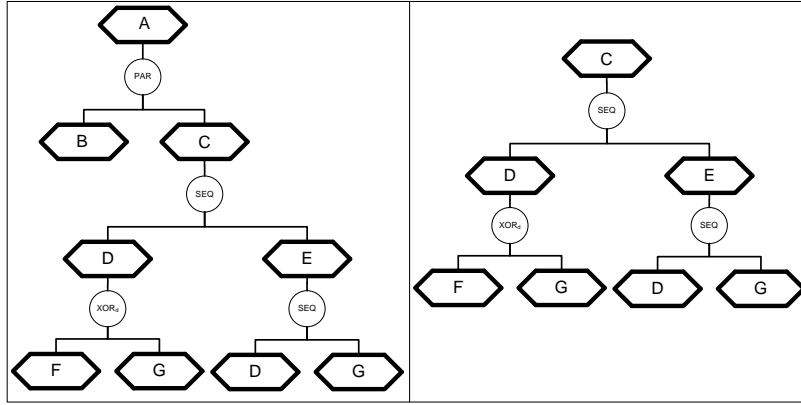 A
PAR
B C
SEQ
D E
XORd SEQ
F G D G
C
SEQ
D E
XORd SEQ
F G D G